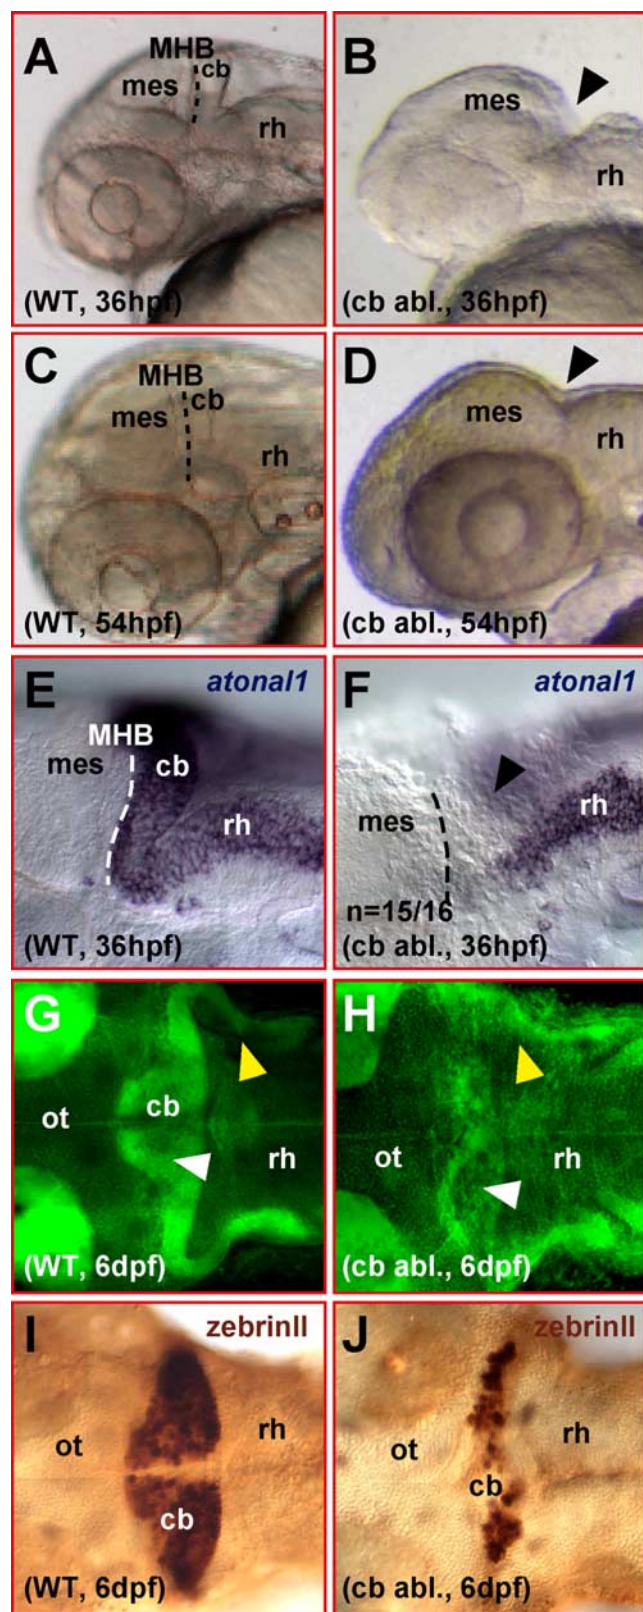 A
MHB
cb
mes
rh
(WT, 36hpf)
B
mes
rh
(cb abl., 36hpf)
C
MHB
cb
mes
rh
(WT, 54hpf)
D
mes
rh
(cb abl., 54hpf)
E
atonal1
MHB
cb
mes
rh
(WT, 36hpf)
F
atonal1
rh
mes
n=15/16
(cb abl., 36hpf)
G
cb
ot
rh
(WT, 6dpf)
H
ot
rh
(cb abl., 6dpf)
I
zebrinII
rh
ot
cb
(WT, 6dpf)
J
zebrinII
rh
ot
cb
(cb abl., 6dpf)